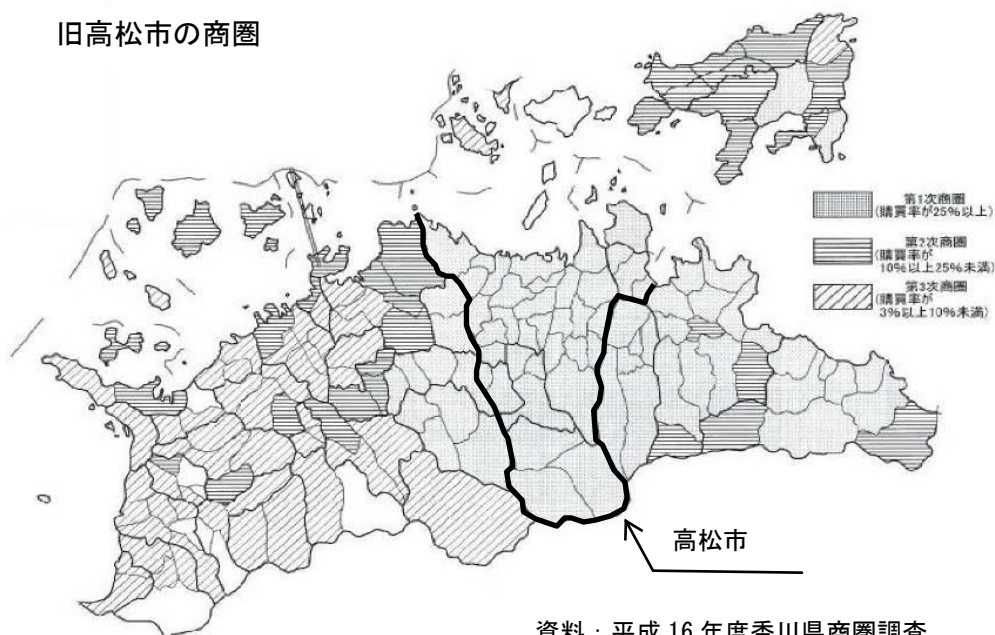 旧高松市の商圏
第1次商圏
(購買率が25%以上)
第2次商圏
(購買率が
10%以上25%未満)
第3次商圏
(購買率が
3%以上10%未満)
高松市
資料：平成16年度香川県商圏調査